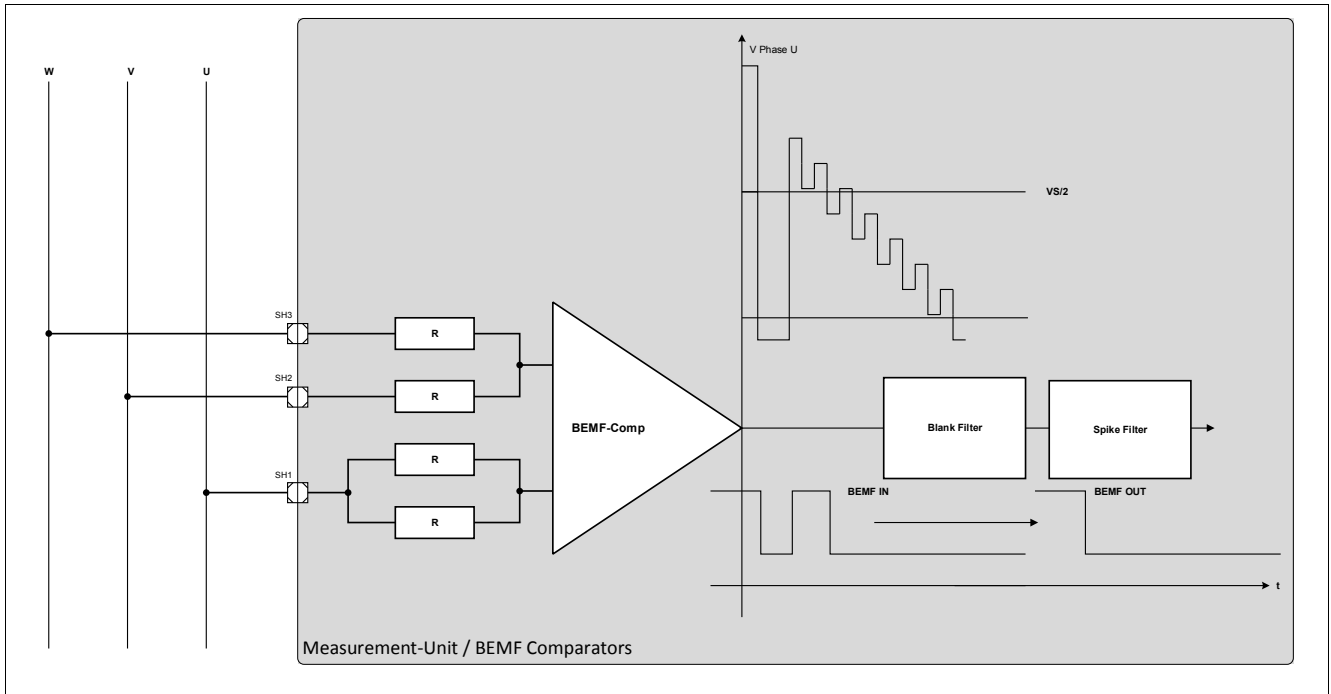 V Phase U
W
V
U
VS/2
SH3
R
SH2
R
BEMF-Comp
Blank Filter
Spike Filter
SH1
R
R
BEMF IN
BEMF OUT
t
Measurement-Unit / BEMF Comparators